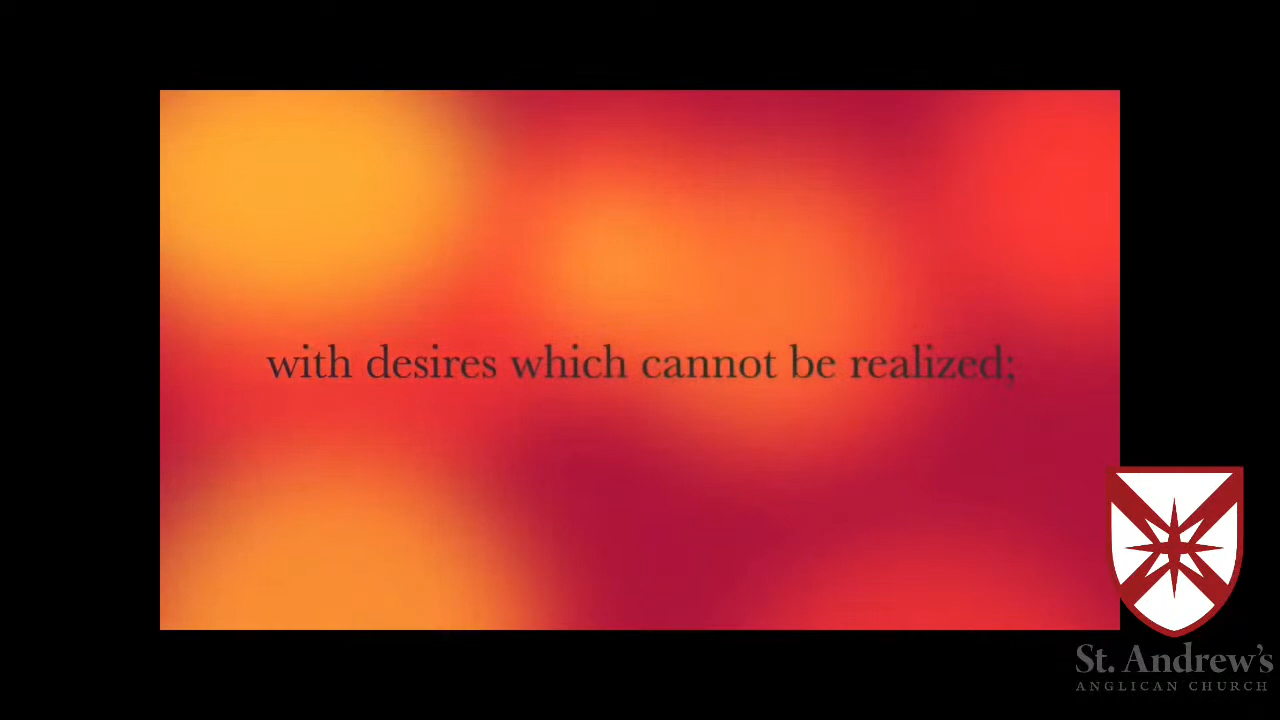 with desires which cannot be realized;
St. Andrew's
ANGLICAN CHURCH